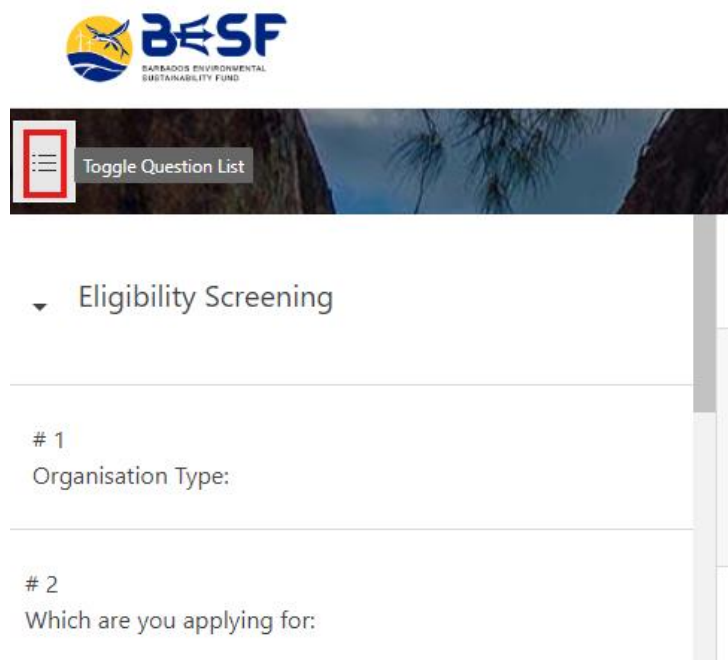 BESF
BARBADOS ENVIRONMENTAL
SUSTAINABILITY FUND
Toggle Question List
Eligibility Screening
# 1
Organisation Type:
# 2
Which are you applying for: